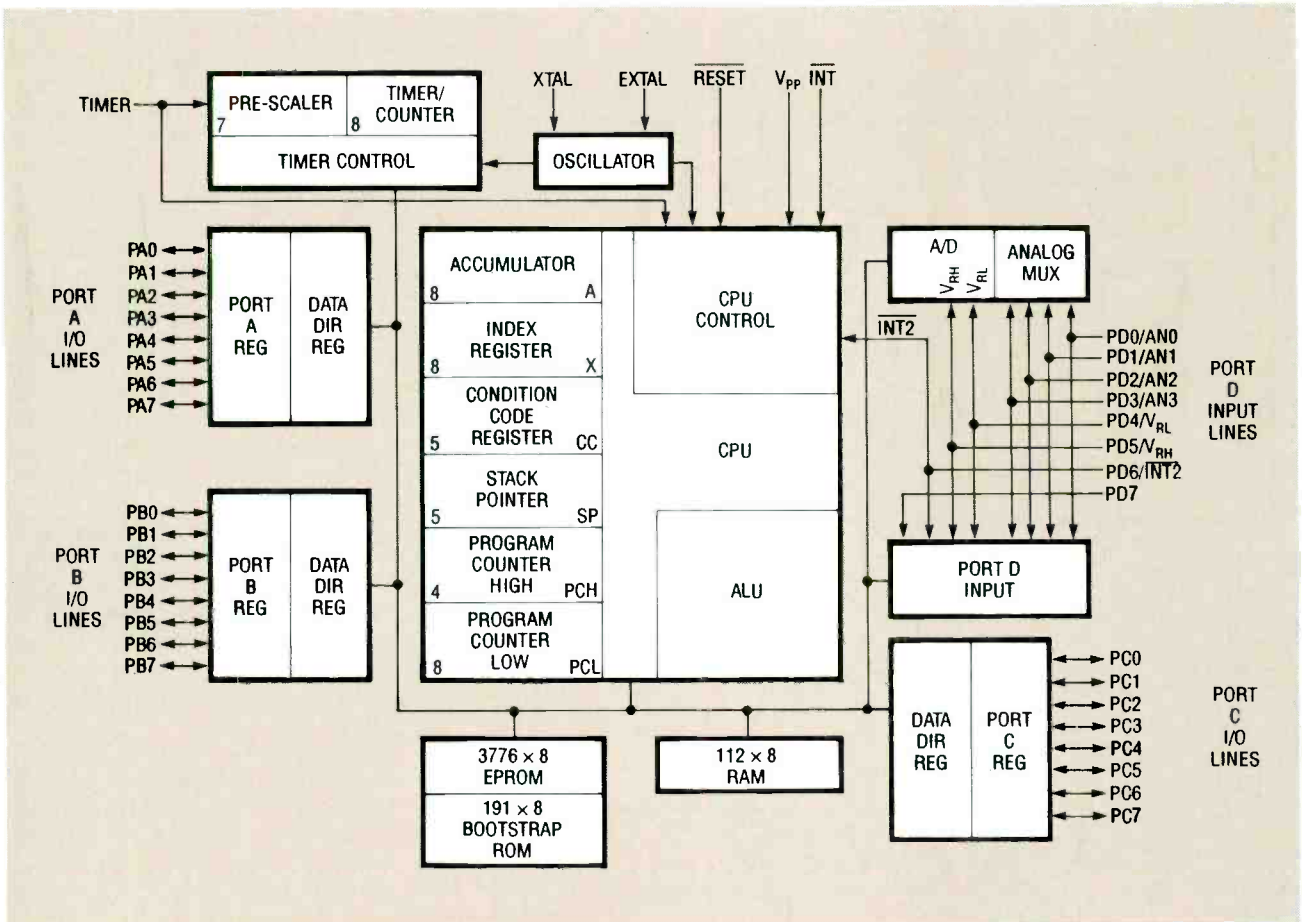 XTAL
EXTAL
RESET
VPP
INT
TIMER
PRE-SCALER
7
TIMER/
COUNTER
8
TIMER CONTROL
OSCILLATOR
PORT
A
I/O
LINES
PA0
PA1
PA2
PA3
PA4
PA5
PA6
PA7
PORT
A
REG
DATA
DIR
REG
ACCUMULATOR
8 A
INDEX
REGISTER
8 X
CONDITION
CODE
REGISTER
5 CC
STACK
POINTER
5 SP
PROGRAM
COUNTER
HIGH
4 PCH
PROGRAM
COUNTER
LOW
8 PCL
CPU
CONTROL
CPU
ALU
A/D
VRH
VRL
ANALOG
MUX
INT2
PD0/AN0
PD1/AN1
PD2/AN2
PD3/AN3
PD4/VRL
PD5/VRH
PD6/INT2
PD7
PORT
D
INPUT
LINES
PORT D
INPUT
PORT
B
I/O
LINES
PB0
PB1
PB2
PB3
PB4
PB5
PB6
PB7
PORT
B
REG
DATA
DIR
REG
DATA
DIR
REG
PORT
C
REG
PC0
PC1
PC2
PC3
PC4
PC5
PC6
PC7
PORT
C
I/O
LINES
3776 × 8
EPROM
191 × 8
BOOTSTRAP
ROM
112 × 8
RAM